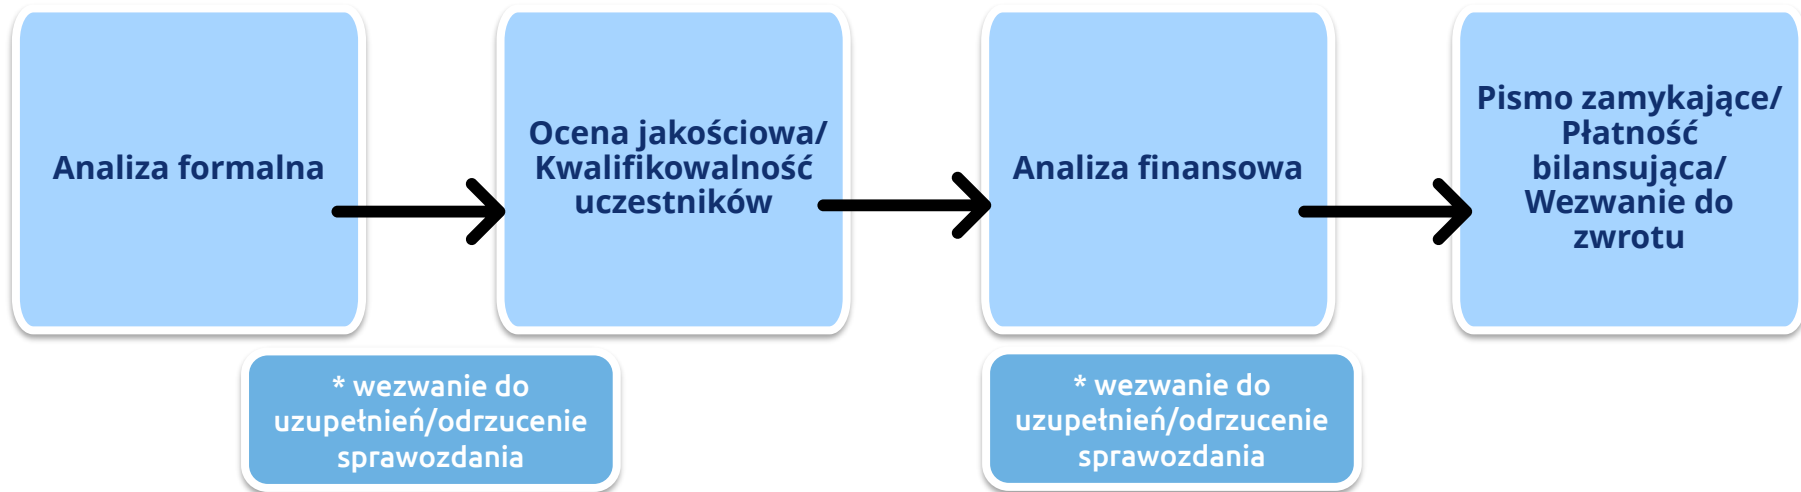 Analiza formalna
Ocena jakościowa/
Kwalifikowalność
uczestników
Analiza finansowa
Pismo zamykające/
Płatność
bilansująca/
Wezwanie do
zwrotu
* wezwanie do
uzupełnień/odrzucenie
sprawozdania
* wezwanie do
uzupełnień/odrzucenie
sprawozdania